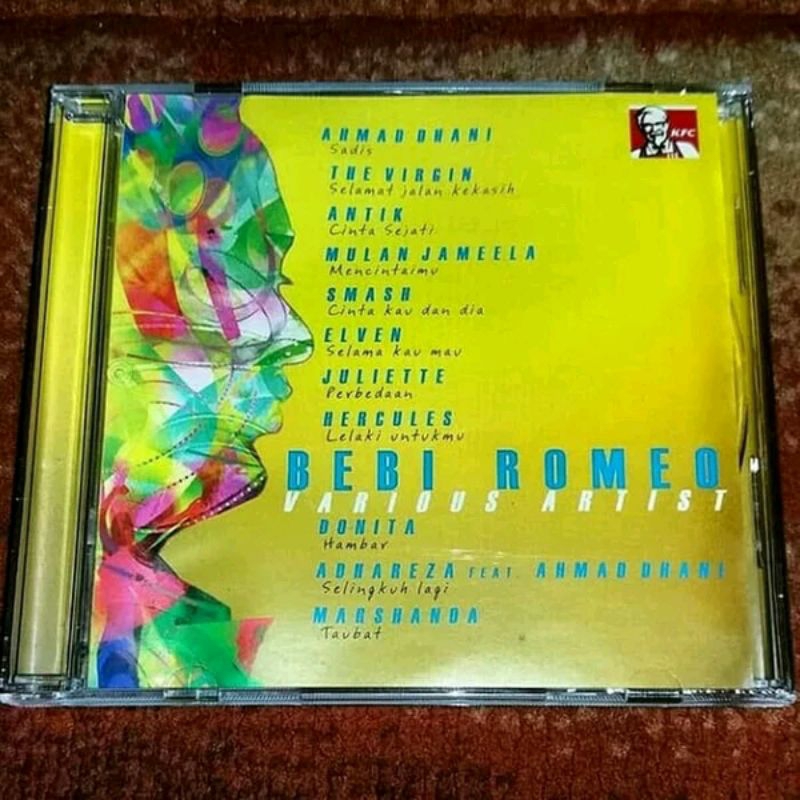 AHMAD DHANI
Sadis
KFC
THE VIRGIN
Selamat jalan kekasih
ANTIK
Cinta Sejati
MULAN JAMEELA
Mencintaimu
SMASH
Cinta kau dan dia
ELVEN
Selama kau mau
JULIETTE
Perbedaan
HERCULES
Lelaki untukmu
BEBI ROMEO
VARIOUS ARTIST
DONITA
Hambar
ADHAREZA FEAT. AHMAD DHANI
Selingkuh lagi
MARSHANDA
Taubat